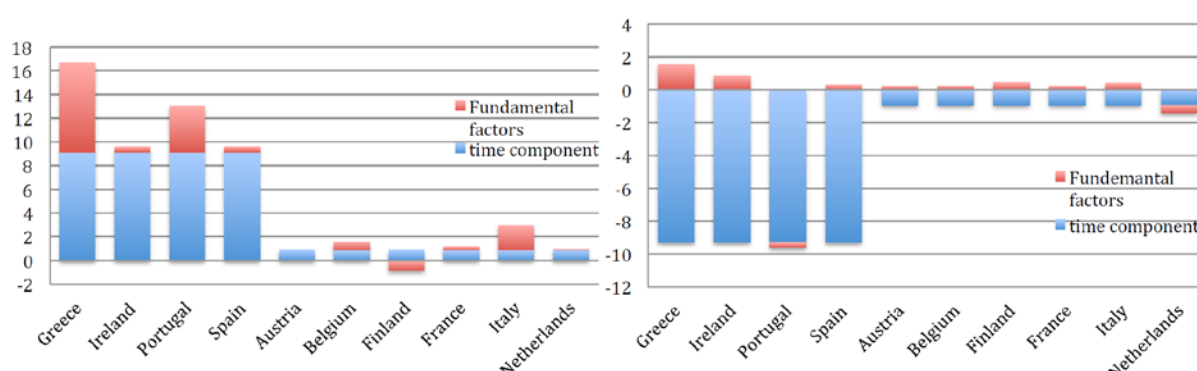 18
16
14
12
10
8
6
4
2
0
-2
Fundamental
factors
time component
Greece
Ireland
Portugal
Spain
Austria
Belgium
Finland
France
Italy
Netherlands
4
2
0
-2
-4
-6
-8
-10
-12
Fundemantal
factors
time component
Greece
Ireland
Portugal
Spain
Austria
Belgium
Finland
France
Italy
Netherlands